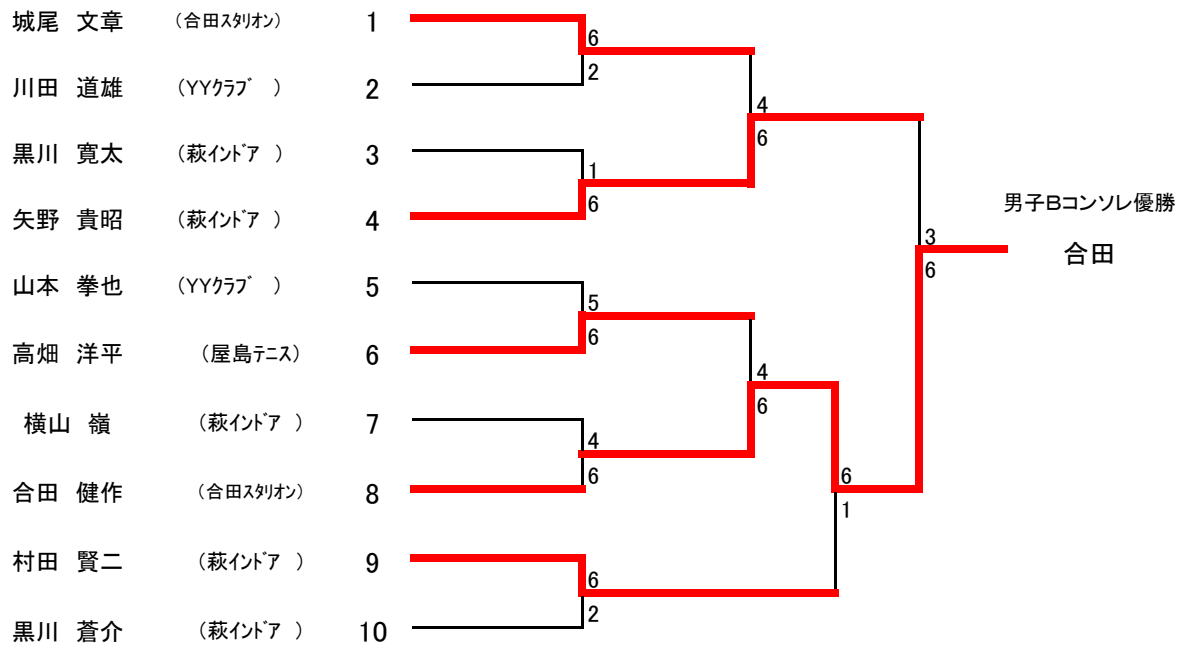 城尾 文章 (合田スタリオン) 1
川田 道雄 (YYクラブ ) 2
黒川 寛太 (萩インドア ) 3
矢野 貴昭 (萩インドア ) 4
山本 拳也 (YYクラブ ) 5
高畑 洋平 (屋島テニス) 6
横山 嶺 (萩インドア ) 7
合田 健作 (合田スタリオン) 8
村田 賢二 (萩インドア ) 9
黒川 蒼介 (萩インドア ) 10
6
2
1
6
5
6
4
6
6
2
4
6
4
6
6
1
3
6
男子Bコンソレ優勝
合田